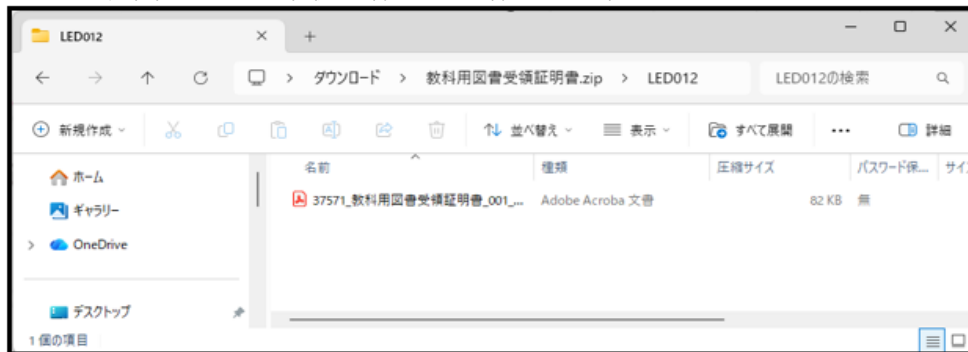 LED012
ダウンロード > 教科用図書受領証明書.zip > LED012
LED012の検索
新規作成
並べ替え
表示
すべて展開
...
詳細
名前
種類
圧縮サイズ
パスワード保...
サイ
ホーム
37571_教科用図書受領証明書_001_...
Adobe Acroba 文書
82 KB
無
ギャラリー
OneDrive
デスクトップ
1 個の項目